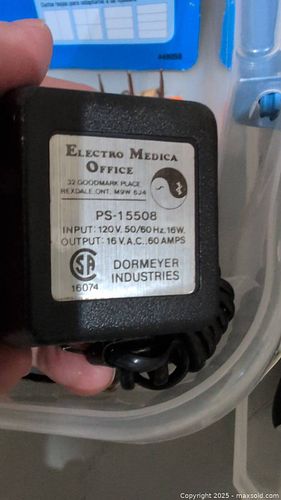 ELECTRO MEDICA
OFFICE
32 GOODMARK PLACE
REXDALE, ONT. M9W 6J4
PS-15508
INPUT: 120V. 50/60 Hz, 16W.
OUTPUT: 16 V.A.C., 60 AMPS
DORMEYER
INDUSTRIES
16074
Copyright © 2025 - maxsold.com